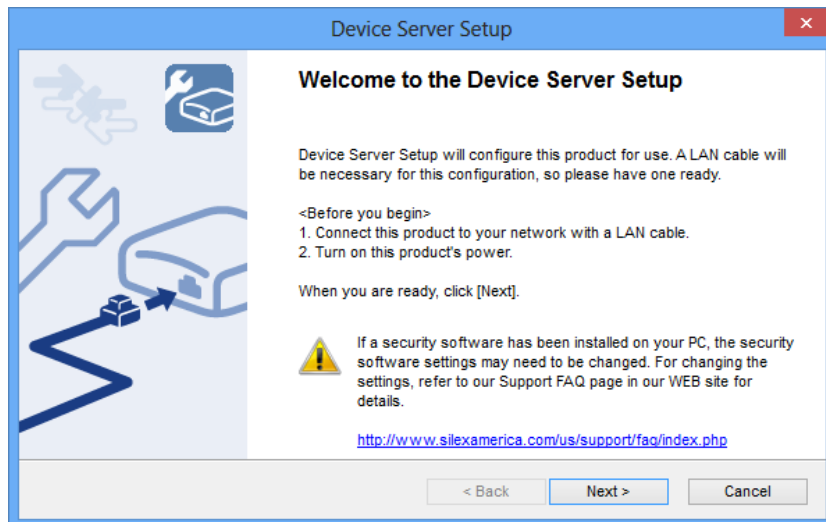 Device Server Setup
Welcome to the Device Server Setup
Device Server Setup will configure this product for use. A LAN cable will
be necessary for this configuration, so please have one ready.
<Before you begin>
1. Connect this product to your network with a LAN cable.
2. Turn on this product's power.
When you are ready, click [Next].
If a security software has been installed on your PC, the security
software settings may need to be changed. For changing the
settings, refer to our Support FAQ page in our WEB site for
details.
http://www.silexamerica.com/us/support/faq/index.php
< Back
Next >
Cancel